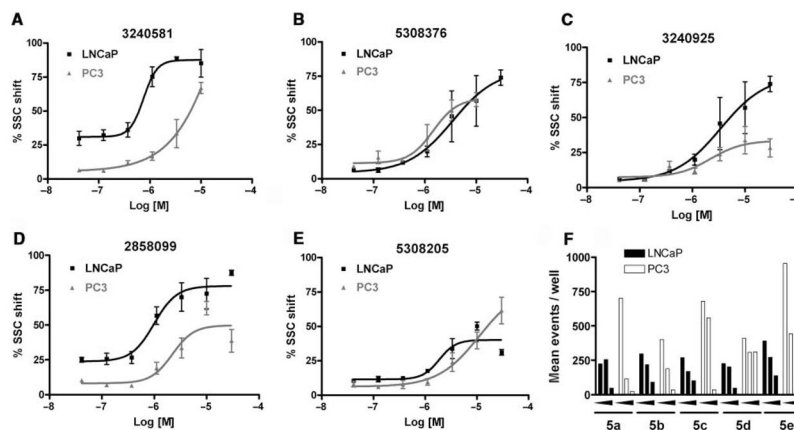 A
3240581
LNCaP
PC3
% SSC shift
100
75
50
25
0
−8
−7
−6
−5
−4
Log [M]
B
5308376
LNCaP
PC3
% SSC shift
100
75
50
25
0
−8
−7
−6
−5
−4
Log [M]
C
3240925
LNCaP
PC3
% SSC shift
100
75
50
25
0
−8
−7
−6
−5
−4
Log [M]
D
2858099
LNCaP
PC3
% SSC shift
100
75
50
25
0
−8
−7
−6
−5
−4
Log [M]
E
5308205
LNCaP
PC3
% SSC shift
100
75
50
25
0
−8
−7
−6
−5
−4
Log [M]
F
LNCaP
PC3
Mean events / well
1000
750
500
250
0
5a 5b 5c 5d 5e